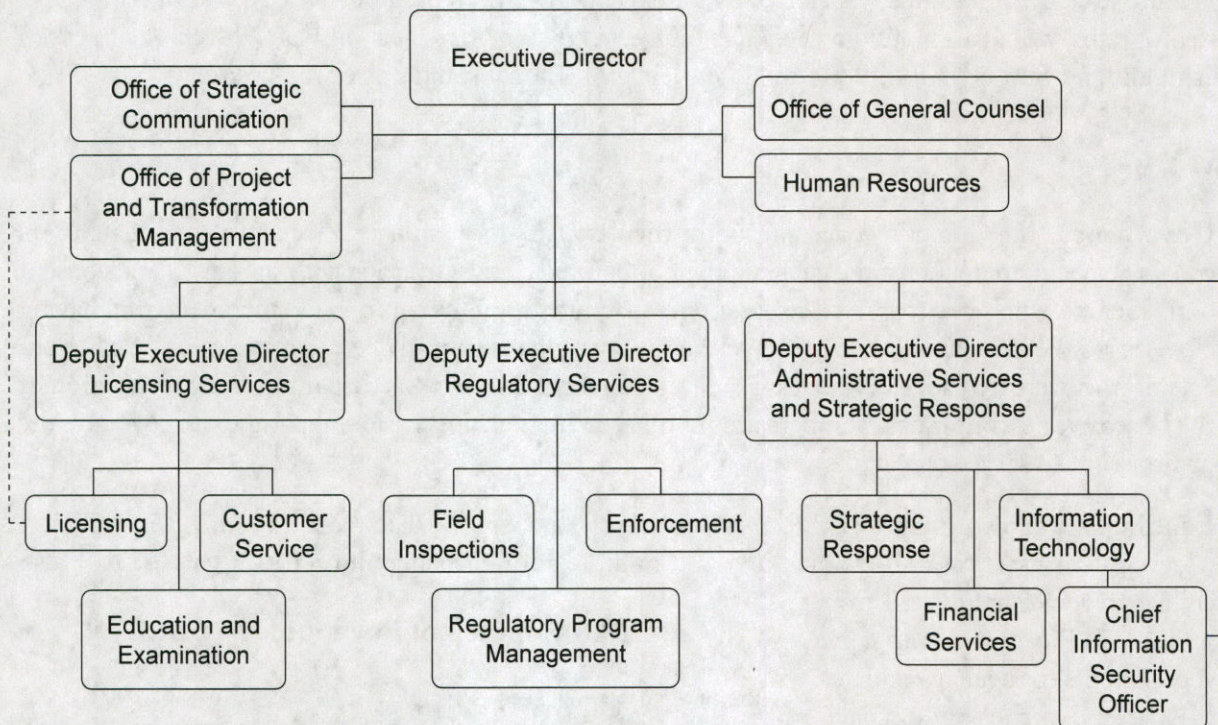 Executive Director
Office of Strategic
Communication
Office of Project
and Transformation
Management
Office of General Counsel
Human Resources
Deputy Executive Director
Licensing Services
Deputy Executive Director
Regulatory Services
Deputy Executive Director
Administrative Services
and Strategic Response
Licensing
Customer
Service
Education and
Examination
Field
Inspections
Enforcement
Regulatory Program
Management
Strategic
Response
Information
Technology
Financial
Services
Chief
Information
Security
Officer